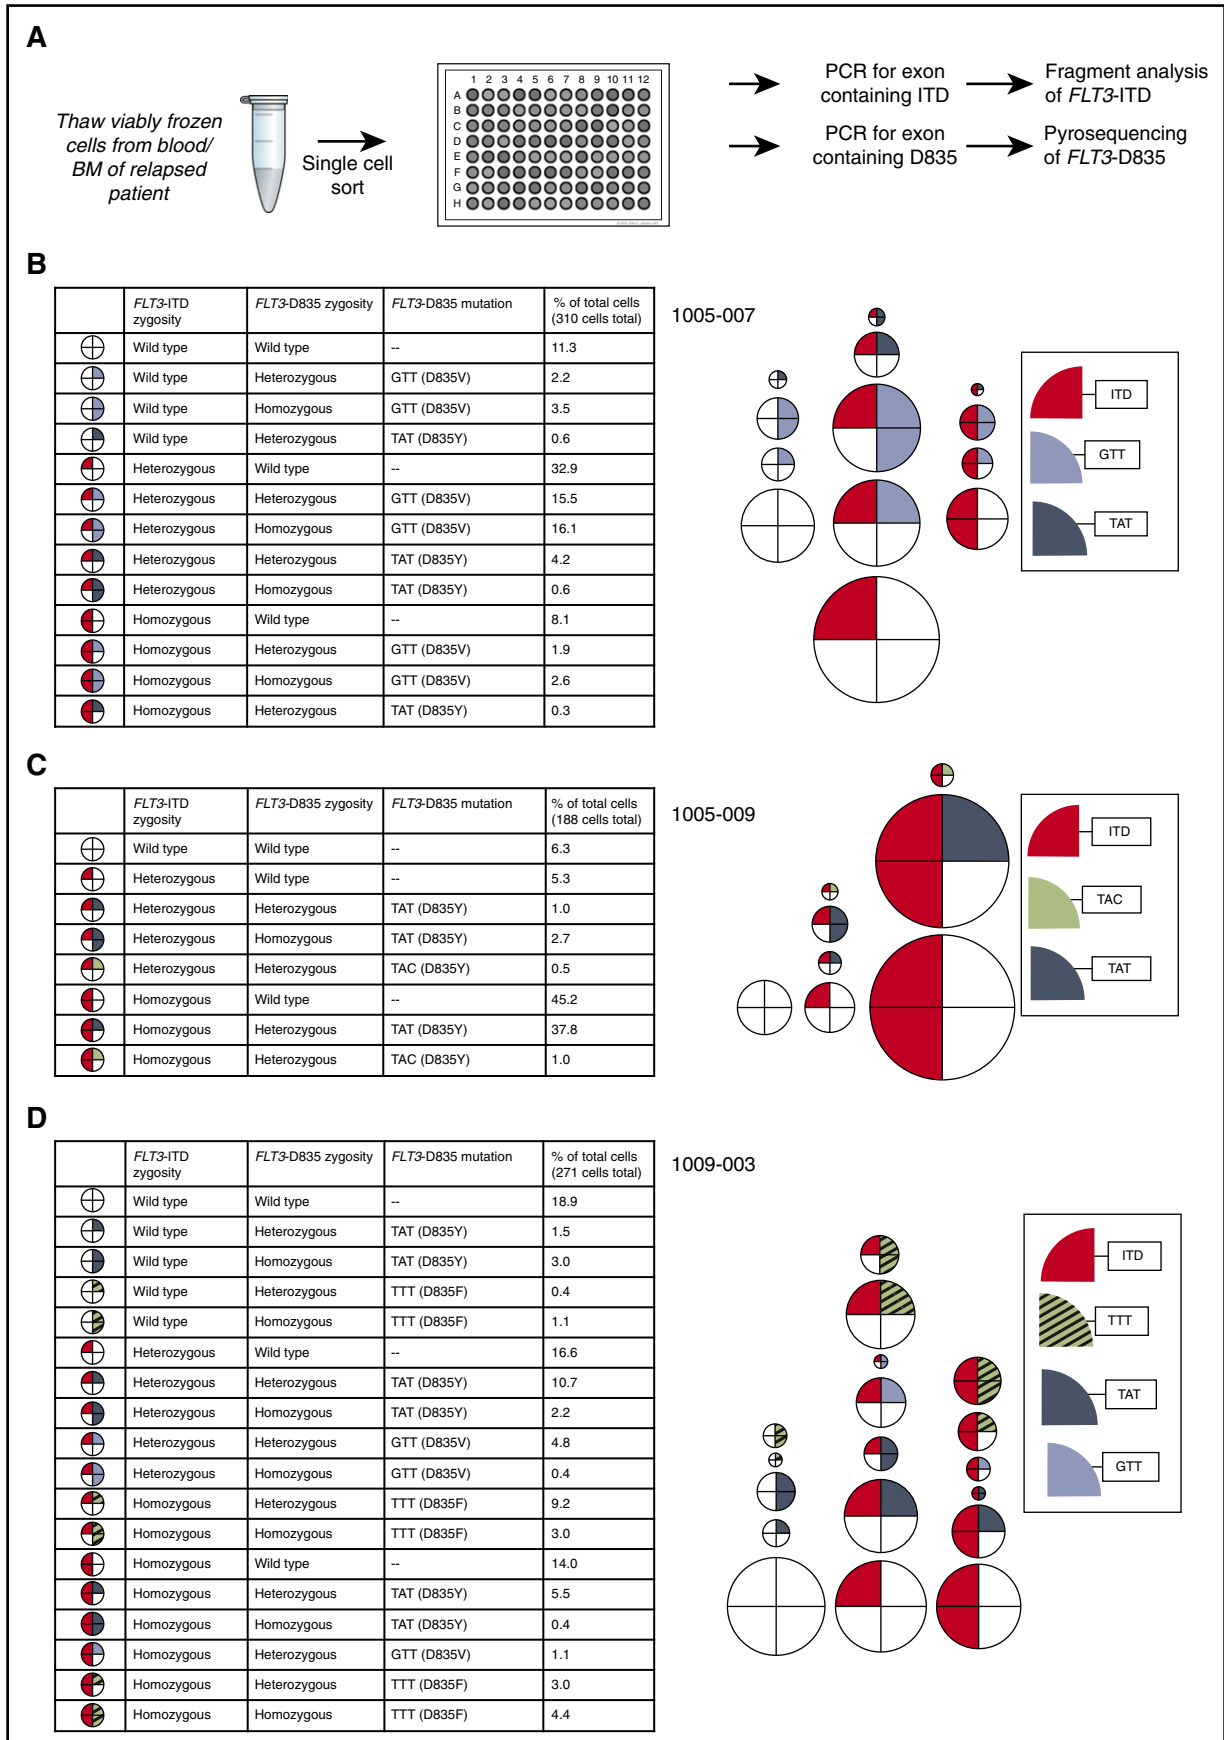 A
Thaw viably frozen
cells from blood/
BM of relapsed
patient
Single cell
sort
1 2 3 4 5 6 7 8 9 10 11 12
A
B
C
D
E
F
G
H
PCR for exon
containing ITD
Fragment analysis
of FLT3-ITD
PCR for exon
containing D835
Pyrosequencing
of FLT3-D835
B
FLT3-ITD zygosity FLT3-D835 zygosity FLT3-D835 mutation % of total cells (310 cells total)
Wild type Wild type -- 11.3
Wild type Heterozygous GTT (D835V) 2.2
Wild type Homozygous GTT (D835V) 3.5
Wild type Heterozygous TAT (D835Y) 0.6
Heterozygous Wild type -- 32.9
Heterozygous Heterozygous GTT (D835V) 15.5
Heterozygous Homozygous GTT (D835V) 16.1
Heterozygous Heterozygous TAT (D835Y) 4.2
Heterozygous Homozygous TAT (D835Y) 0.6
Homozygous Wild type -- 8.1
Homozygous Heterozygous GTT (D835V) 1.9
Homozygous Homozygous GTT (D835V) 2.6
Homozygous Heterozygous TAT (D835Y) 0.3
1005-007
ITD
GTT
TAT
C
FLT3-ITD zygosity FLT3-D835 zygosity FLT3-D835 mutation % of total cells (188 cells total)
Wild type Wild type -- 6.3
Heterozygous Wild type -- 5.3
Heterozygous Heterozygous TAT (D835Y) 1.0
Heterozygous Homozygous TAT (D835Y) 2.7
Heterozygous Heterozygous TAC (D835Y) 0.5
Homozygous Wild type -- 45.2
Homozygous Heterozygous TAT (D835Y) 37.8
Homozygous Heterozygous TAC (D835Y) 1.0
1005-009
ITD
TAC
TAT
D
FLT3-ITD zygosity FLT3-D835 zygosity FLT3-D835 mutation % of total cells (271 cells total)
Wild type Wild type -- 18.9
Wild type Heterozygous TAT (D835Y) 1.5
Wild type Homozygous TAT (D835Y) 3.0
Wild type Heterozygous TTT (D835F) 0.4
Wild type Homozygous TTT (D835F) 1.1
Heterozygous Wild type -- 16.6
Heterozygous Heterozygous TAT (D835Y) 10.7
Heterozygous Homozygous TAT (D835Y) 2.2
Heterozygous Heterozygous GTT (D835V) 4.8
Heterozygous Homozygous GTT (D835V) 0.4
Homozygous Heterozygous TTT (D835F) 9.2
Homozygous Homozygous TTT (D835F) 3.0
Homozygous Wild type -- 14.0
Homozygous Heterozygous TAT (D835Y) 5.5
Homozygous Homozygous TAT (D835Y) 0.4
Homozygous Heterozygous GTT (D835V) 1.1
Homozygous Heterozygous TTT (D835F) 3.0
Homozygous Homozygous TTT (D835F) 4.4
1009-003
ITD
TTT
TAT
GTT